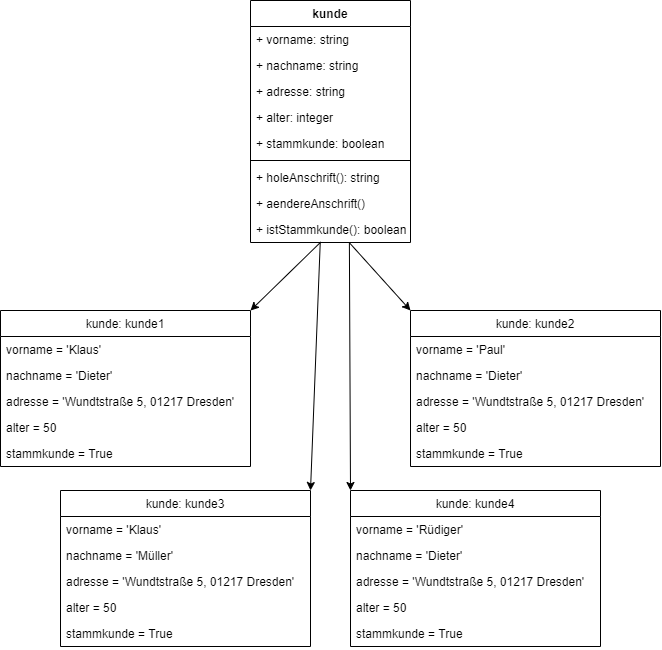 kunde
+ vorname: string
+ nachname: string
+ adresse: string
+ alter: integer
+ stammkunde: boolean
+ holeAnschrift(): string
+ aendereAnschrift()
+ istStammkunde(): boolean
kunde: kunde1
vorname = 'Klaus'
nachname = 'Dieter'
adresse = 'Wundtstraße 5, 01217 Dresden'
alter = 50
stammkunde = True
kunde: kunde2
vorname = 'Paul'
nachname = 'Dieter'
adresse = 'Wundtstraße 5, 01217 Dresden'
alter = 50
stammkunde = True
kunde: kunde3
vorname = 'Klaus'
nachname = 'Müller'
adresse = 'Wundtstraße 5, 01217 Dresden'
alter = 50
stammkunde = True
kunde: kunde4
vorname = 'Rüdiger'
nachname = 'Dieter'
adresse = 'Wundtstraße 5, 01217 Dresden'
alter = 50
stammkunde = True